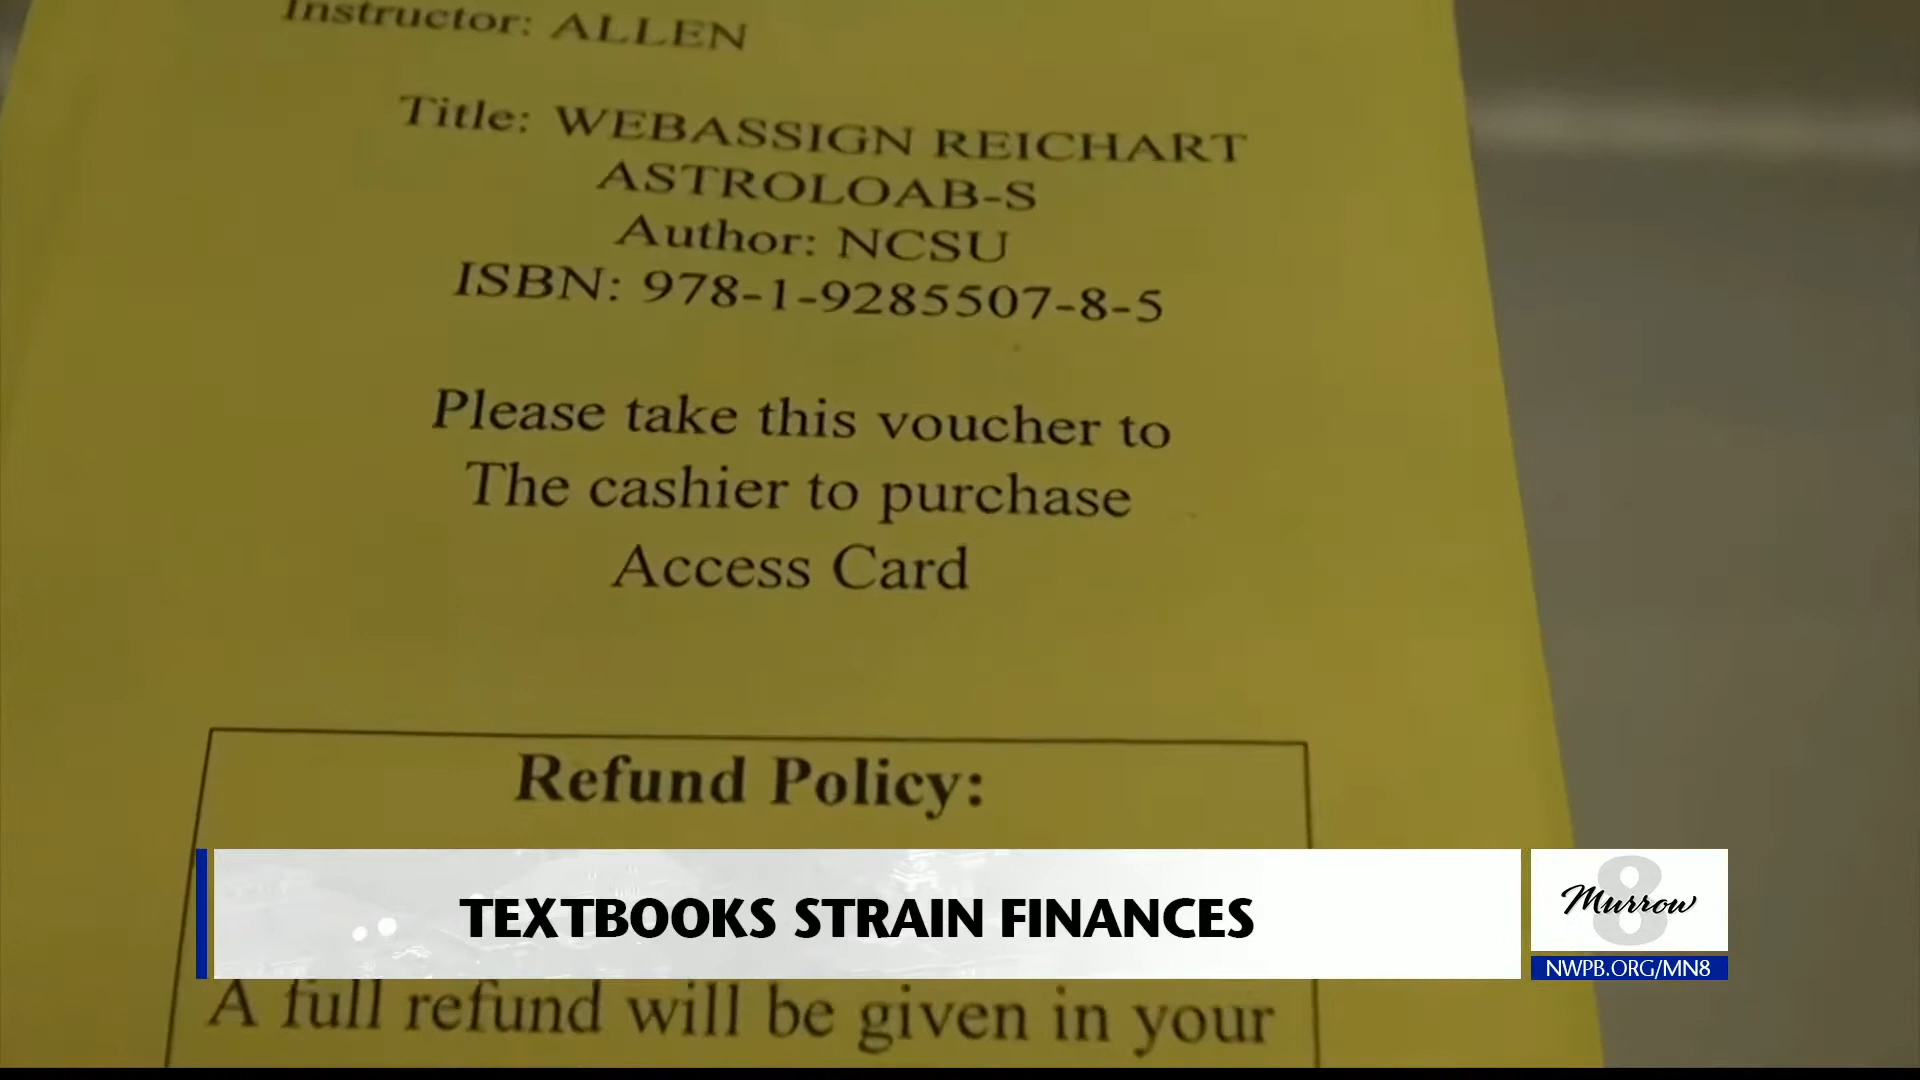 Instructor: ALLEN
Title: WEBASSIGN REICHART
ASTROLOAB-S
Author: NCSU
ISBN: 978-1-9285507-8-5
Please take this voucher to
The cashier to purchase
Access Card
Refund Policy:
TEXTBOOKS STRAIN FINANCES
8
Murrow
NWPB.ORG/MN8
A full refund will be given in your